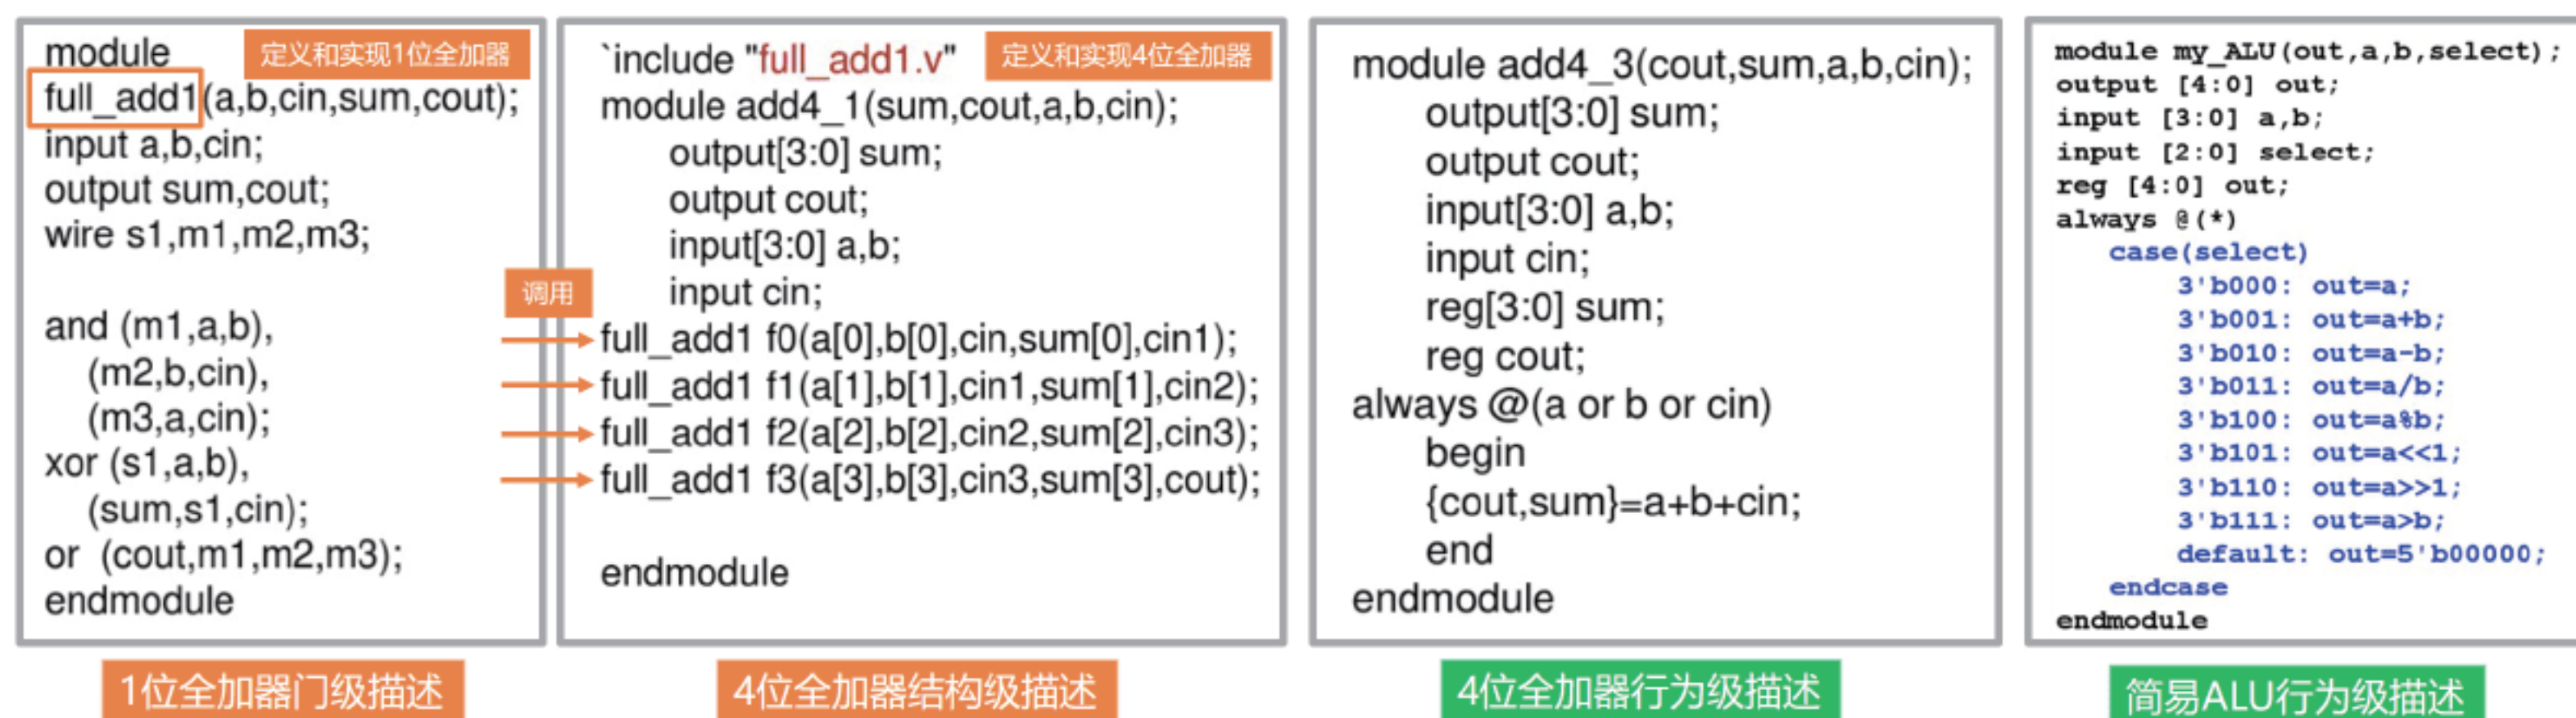 module
定义和实现1位全加器
full_add1(a,b,cin,sum,cout);
input a,b,cin;
output sum,cout;
wire s1,m1,m2,m3;
and (m1,a,b),
(m2,b,cin),
(m3,a,cin);
xor (s1,a,b),
(sum,s1,cin);
or (cout,m1,m2,m3);
endmodule
1位全加器门级描述
调用
`include "full_add1.v"
定义和实现4位全加器
module add4_1(sum,cout,a,b,cin);
output[3:0] sum;
output cout;
input[3:0] a,b;
input cin;
full_add1 f0(a[0],b[0],cin,sum[0],cin1);
full_add1 f1(a[1],b[1],cin1,sum[1],cin2);
full_add1 f2(a[2],b[2],cin2,sum[2],cin3);
full_add1 f3(a[3],b[3],cin3,sum[3],cout);
endmodule
4位全加器结构级描述
module add4_3(cout,sum,a,b,cin);
output[3:0] sum;
output cout;
input[3:0] a,b;
input cin;
reg[3:0] sum;
reg cout;
always @(a or b or cin)
begin
{cout,sum}=a+b+cin;
end
endmodule
4位全加器行为级描述
module my_ALU(out,a,b,select);
output [4:0] out;
input [3:0] a,b;
input [2:0] select;
reg [4:0] out;
always @(*)
case(select)
3'b000: out=a;
3'b001: out=a+b;
3'b010: out=a-b;
3'b011: out=a/b;
3'b100: out=a%b;
3'b101: out=a<<1;
3'b110: out=a>>1;
3'b111: out=a>b;
default: out=5'b00000;
endcase
endmodule
简易ALU行为级描述